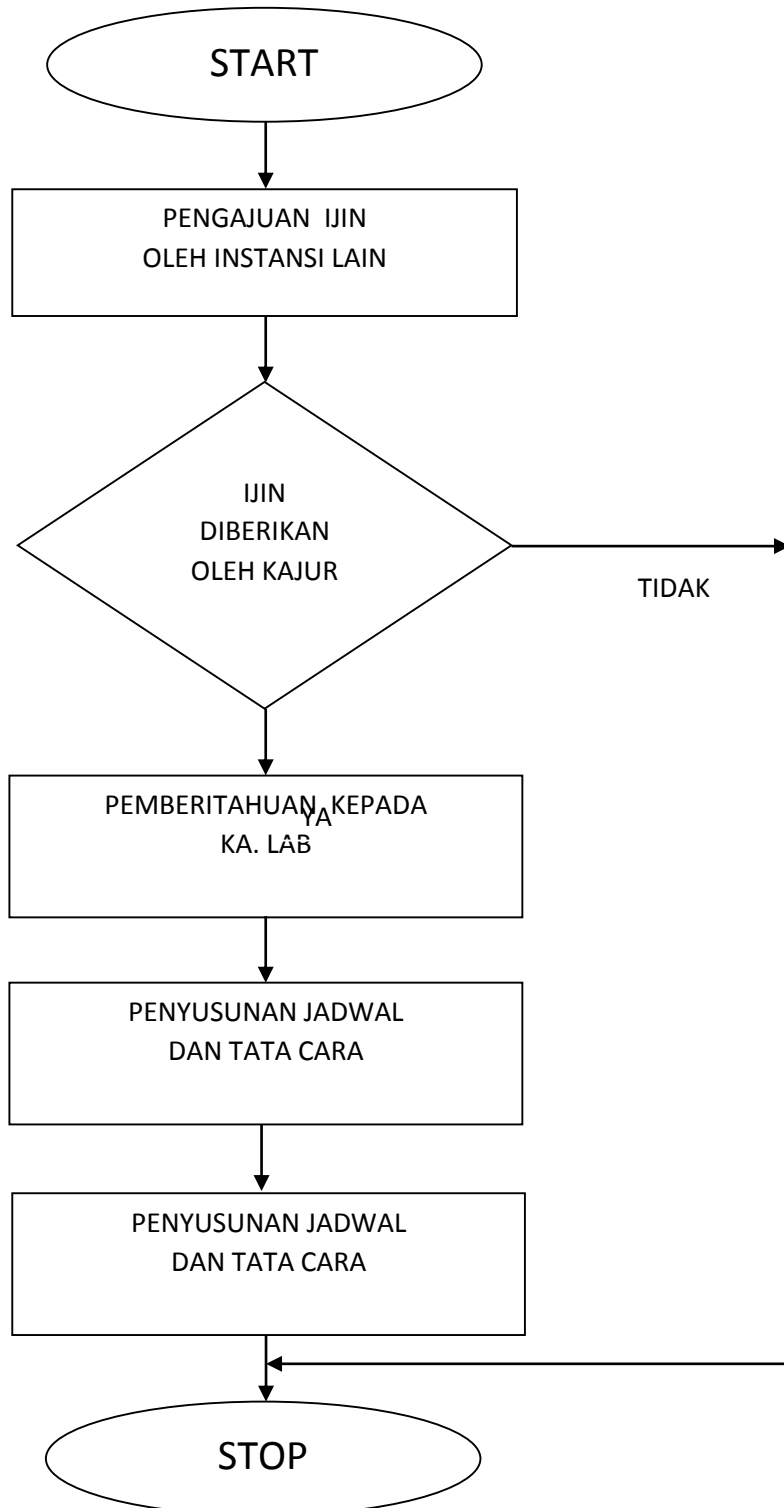 START
PENGAJUAN IJIN
OLEH INSTANSI LAIN
IJIN
DIBERIKAN
OLEH KAJUR
TIDAK
PEMBERITAHUAN KEPADA
YA
KA. LAB
PENYUSUNAN JADWAL
DAN TATA CARA
PENYUSUNAN JADWAL
DAN TATA CARA
STOP